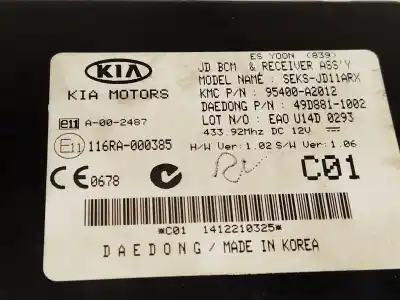 ES YOON (839)
KIA
JD BCM & RECEIVER ASS'Y
MODEL NAME : SEKS-JD11ARX
KIA MOTORS
KMC P/N : 95400-A2012
DAEDONG P/N : 49D881-1002
e11 A-00-2487
LOT N/O : EAO U14D 0293
433.92Mhz DC 12V
E11 116RA-000385
H/W Ver: 1.02 S/W Ver: 1.06
CE 0678
C01
*C01 1412210325*
DAEDONG / MADE IN KOREA